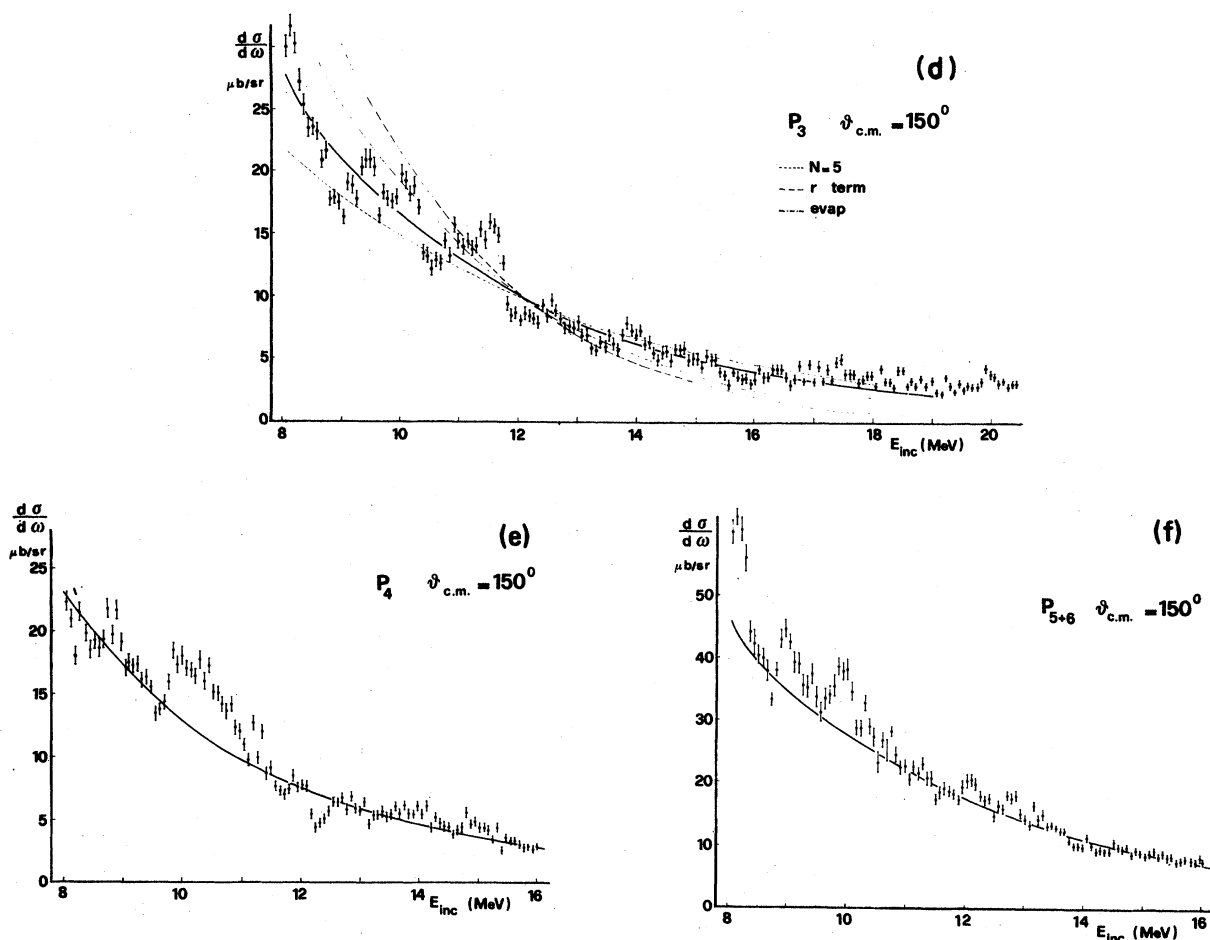 dσ
dω
μb/sr
(d)
P3 ϑc.m. = 150⁰
N=5
r term
evap
25
20
15
10
5
0
8 10 12 14 16 18 20
Einc (MeV)
dσ
dω
μb/sr
(e)
P4 ϑc.m. = 150⁰
25
20
15
10
5
0
8 10 12 14 16
Einc (MeV)
dσ
dω
μb/sr
(f)
P5+6 ϑc.m. = 150⁰
50
40
30
20
10
0
8 10 12 14 16
Einc (MeV)